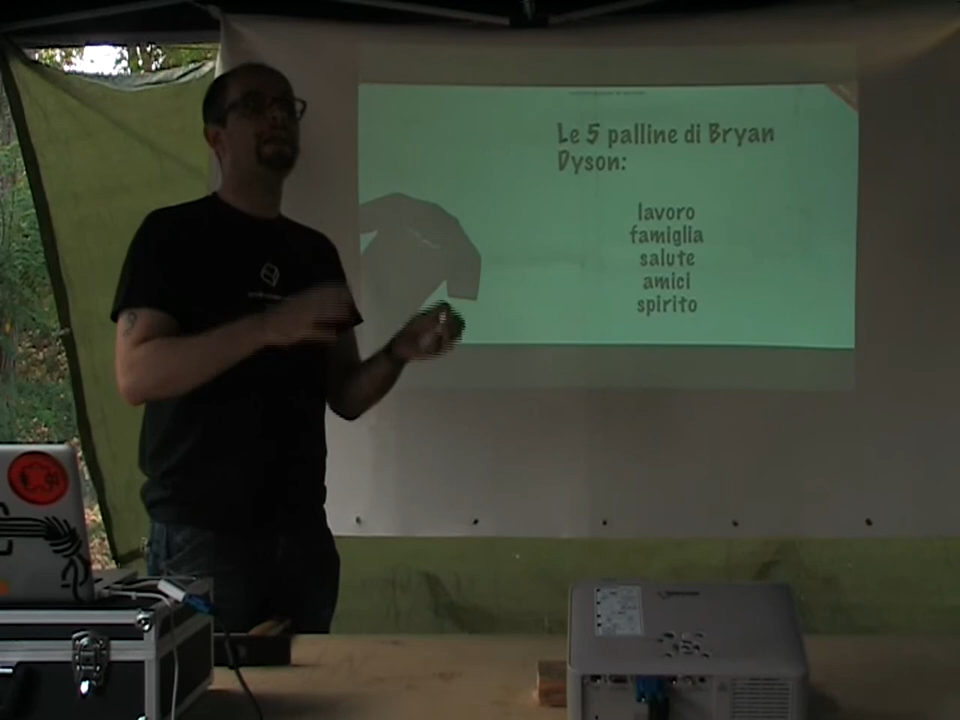 Le 5 palline di Bryan
Dyson:
lavoro
famiglia
salute
amici
spirito